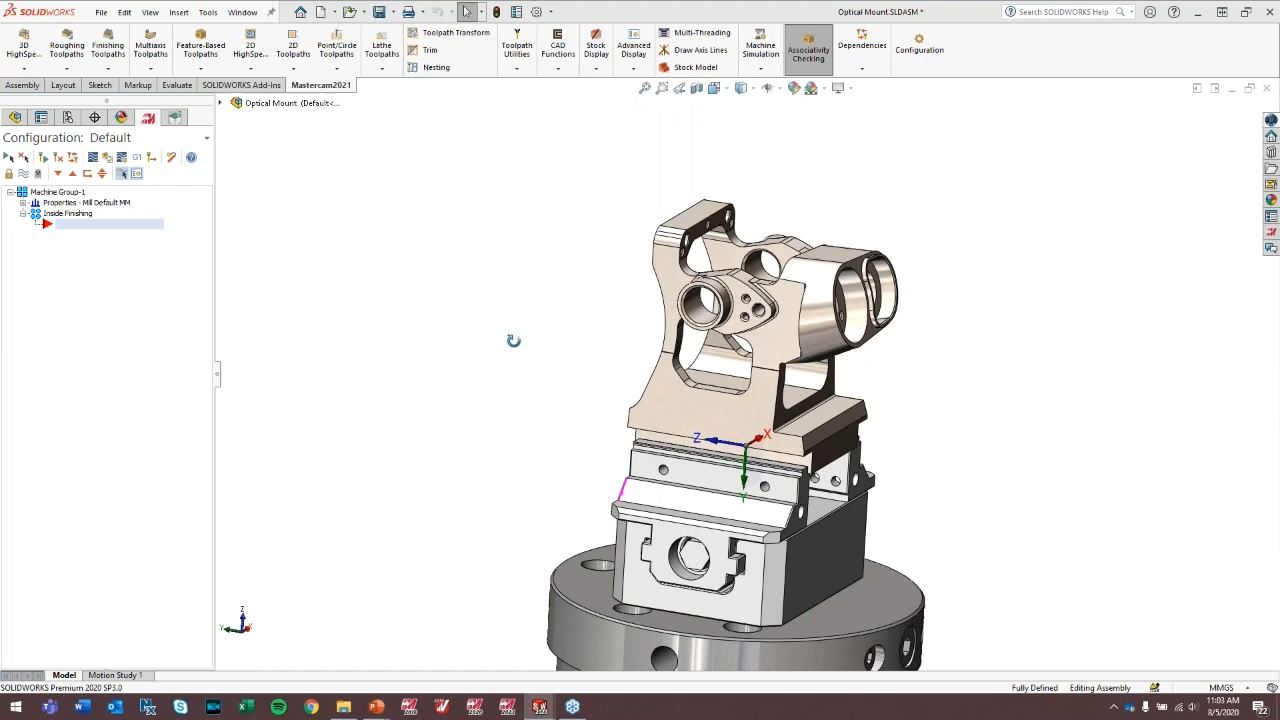 SOLIDWORKS File Edit View Insert Tools Window Optical Mount.SLDASM * Search SOLIDWORKS Help
3D HighSpe... Roughing Toolpaths Finishing Toolpaths Multiaxis Toolpaths Feature-Based Toolpaths 2D HighSpe... 2D Toolpaths Point/Circle Toolpaths Lathe Toolpaths
Toolpath Transform
Trim
Nesting
Toolpath Utilities CAD Functions Stock Display Advanced Display
Multi-Threading
Draw Axis Lines
Stock Model
Machine Simulation Associativity Checking Dependencies Configuration
Assembly Layout Sketch Markup Evaluate SOLIDWORKS Add-Ins Mastercam2021
Optical Mount (Default<...
Configuration: Default
G1
Machine Group-1
Properties - Mill Default MM
Inside Finishing
Z X
Y
Z
Y X
Model Motion Study 1
SOLIDWORKS Premium 2020 SP3.0 Fully Defined Editing Assembly MMGS
11:03 AM
8/5/2020
22